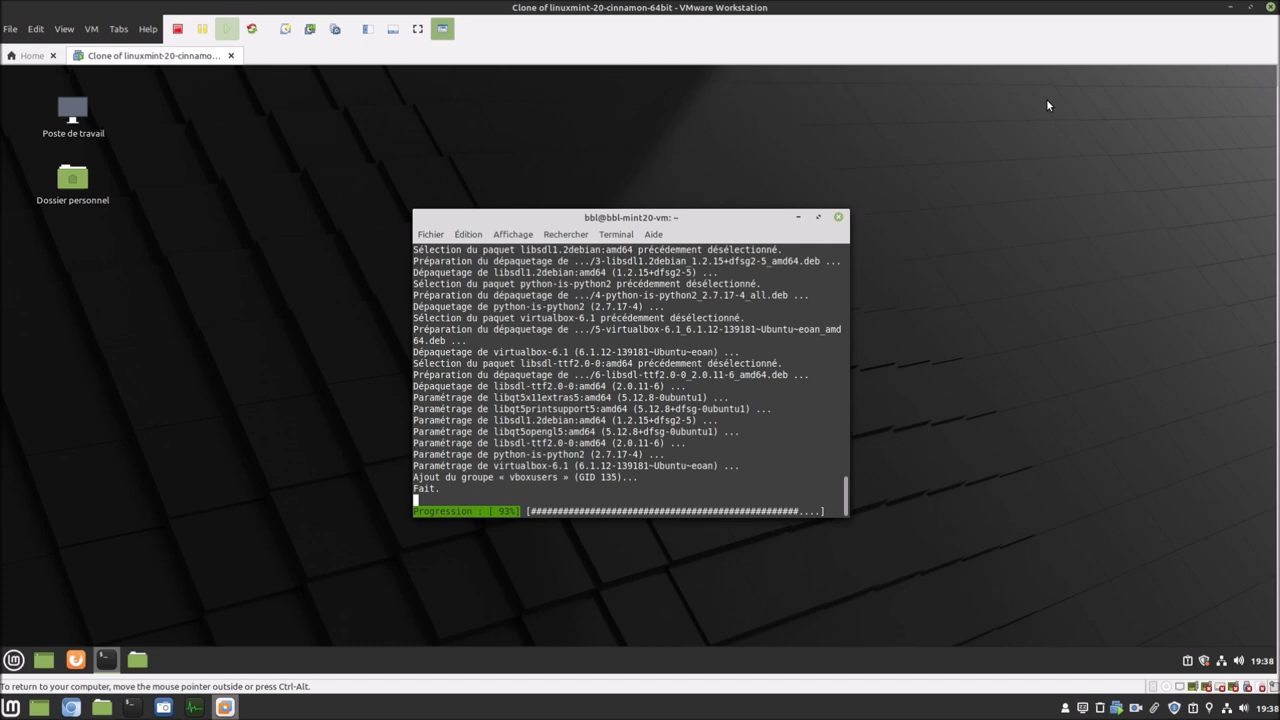 Clone of linuxmint-20-cinnamon-64bit - VMware Workstation
File Edit View VM Tabs Help
Home Clone of linuxmint-20-cinnamo...
Poste de travail
Dossier personnel
bbl@bbl-mint20-vm: ~
Fichier Édition Affichage Rechercher Terminal Aide
Sélection du paquet libsdl1.2debian:amd64 précédemment désélectionné.
Préparation du dépaquetage de .../3-libsdl1.2debian_1.2.15+dfsg2-5_amd64.deb ...
Dépaquetage de libsdl1.2debian:amd64 (1.2.15+dfsg2-5) ...
Sélection du paquet python-is-python2 précédemment désélectionné.
Préparation du dépaquetage de .../4-python-is-python2_2.7.17-4_all.deb ...
Dépaquetage de python-is-python2 (2.7.17-4) ...
Sélection du paquet virtualbox-6.1 précédemment désélectionné.
Préparation du dépaquetage de .../5-virtualbox-6.1_6.1.12-139181~Ubuntu~eoan_amd
64.deb ...
Dépaquetage de virtualbox-6.1 (6.1.12-139181~Ubuntu~eoan) ...
Sélection du paquet libsdl-ttf2.0-0:amd64 précédemment désélectionné.
Préparation du dépaquetage de .../6-libsdl-ttf2.0-0_2.0.11-6_amd64.deb ...
Dépaquetage de libsdl-ttf2.0-0:amd64 (2.0.11-6) ...
Paramétrage de libqt5x11extras5:amd64 (5.12.8-0ubuntu1) ...
Paramétrage de libqt5printsupport5:amd64 (5.12.8+dfsg-0ubuntu1) ...
Paramétrage de libsdl1.2debian:amd64 (1.2.15+dfsg2-5) ...
Paramétrage de libqt5opengl5:amd64 (5.12.8+dfsg-0ubuntu1) ...
Paramétrage de libsdl-ttf2.0-0:amd64 (2.0.11-6) ...
Paramétrage de python-is-python2 (2.7.17-4) ...
Paramétrage de virtualbox-6.1 (6.1.12-139181~Ubuntu~eoan) ...
Ajout du groupe « vboxusers » (GID 135)...
Fait.
Progression : [ 93%] [###################################################....]
19:38
To return to your computer, move the mouse pointer outside or press Ctrl-Alt.
19:38